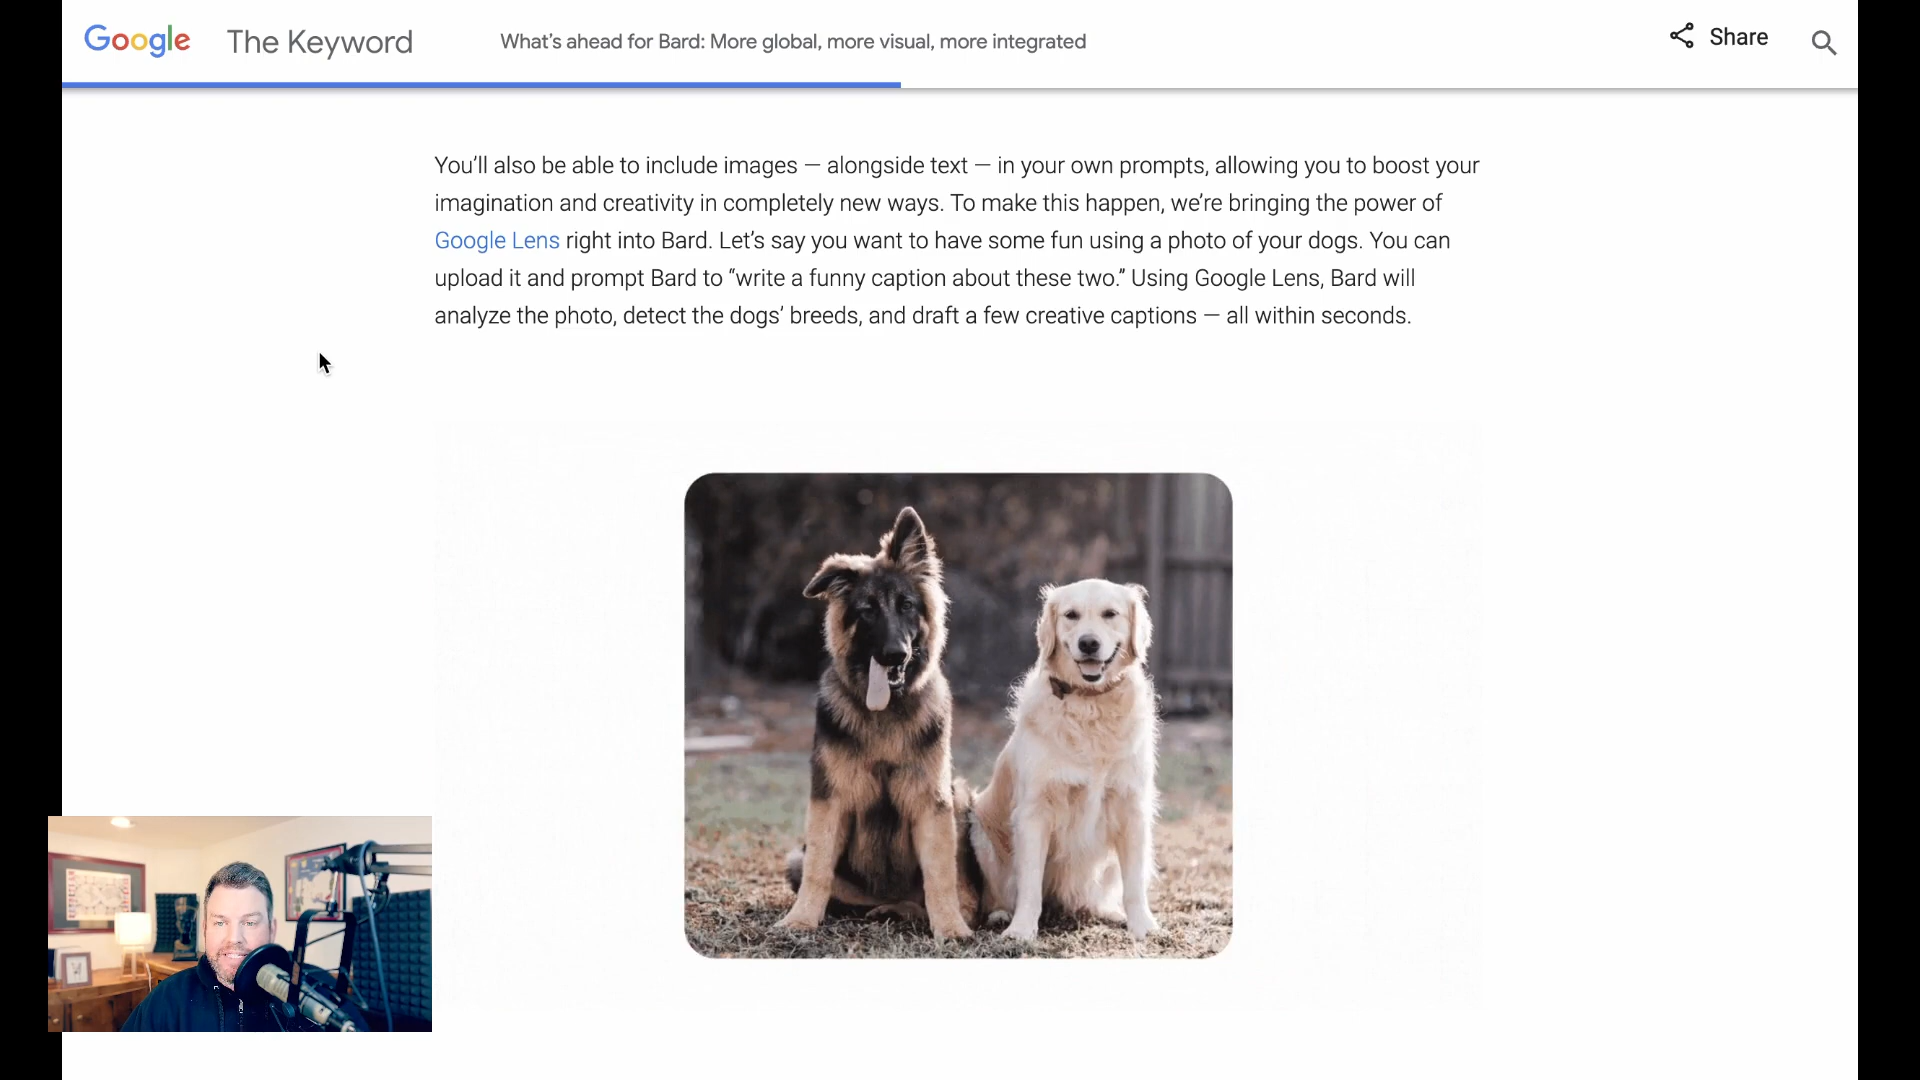 Google The Keyword What’s ahead for Bard: More global, more visual, more integrated Share
You’ll also be able to include images — alongside text — in your own prompts, allowing you to boost your
imagination and creativity in completely new ways. To make this happen, we’re bringing the power of
Google Lens right into Bard. Let’s say you want to have some fun using a photo of your dogs. You can
upload it and prompt Bard to “write a funny caption about these two.” Using Google Lens, Bard will
analyze the photo, detect the dogs’ breeds, and draft a few creative captions — all within seconds.